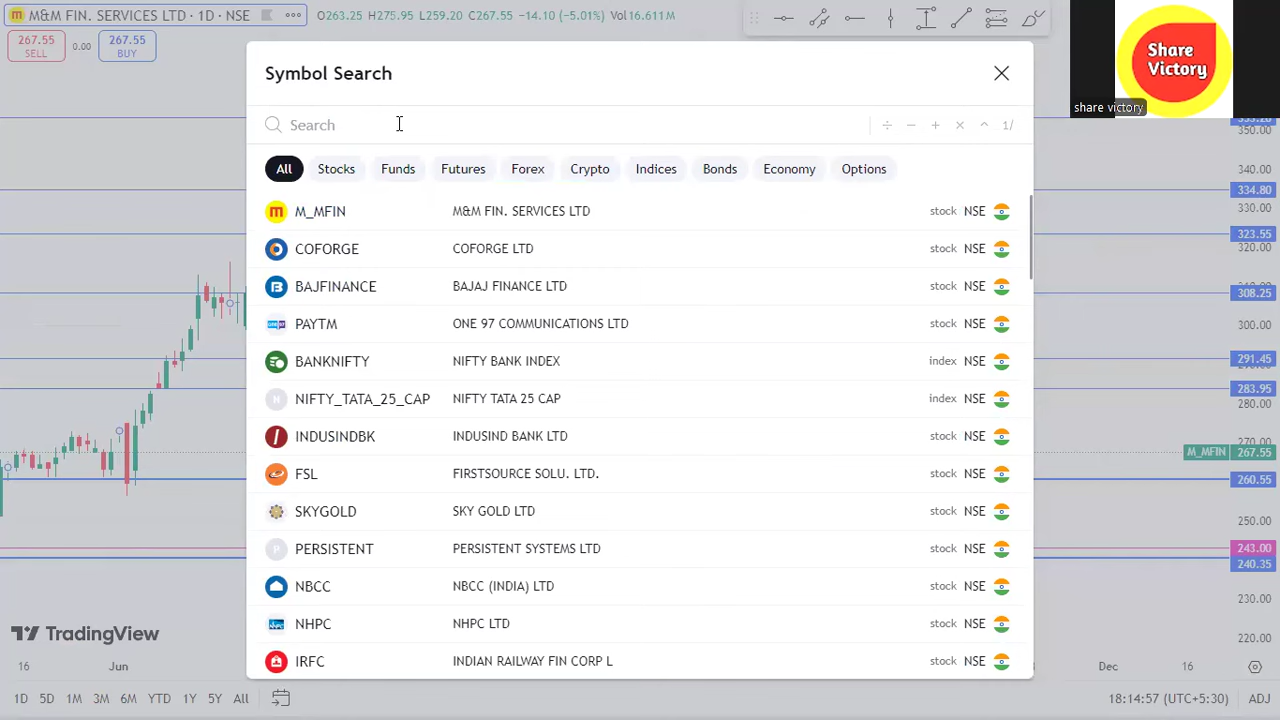 M&M FIN. SERVICES LTD · 1D · NSE
O263.25 H275.95 L259.20 C267.55 −14.10 (−5.01%) Vol16.611M
267.55
SELL
0.00
267.55
BUY
Share
Victory
share victory
Symbol Search
Search
1/
All Stocks Funds Futures Forex Crypto Indices Bonds Economy Options
M_MFIN M&M FIN. SERVICES LTD stock NSE
COFORGE COFORGE LTD stock NSE
BAJFINANCE BAJAJ FINANCE LTD stock NSE
PAYTM ONE 97 COMMUNICATIONS LTD stock NSE
BANKNIFTY NIFTY BANK INDEX index NSE
NIFTY_TATA_25_CAP NIFTY TATA 25 CAP index NSE
INDUSINDBK INDUSIND BANK LTD stock NSE
FSL FIRSTSOURCE SOLU. LTD. stock NSE
SKYGOLD SKY GOLD LTD stock NSE
PERSISTENT PERSISTENT SYSTEMS LTD stock NSE
NBCC NBCC (INDIA) LTD stock NSE
NHPC NHPC LTD stock NSE
IRFC INDIAN RAILWAY FIN CORP L stock NSE
350.00
340.00
334.80
330.00
323.55
320.00
308.25
300.00
291.45
283.95
280.00
M_MFIN 267.55
260.55
250.00
243.00
240.35
230.00
220.00
TradingView
16 Jun Dec 16
1D 5D 1M 3M 6M YTD 1Y 5Y All
18:14:57 (UTC+5:30) ADJ